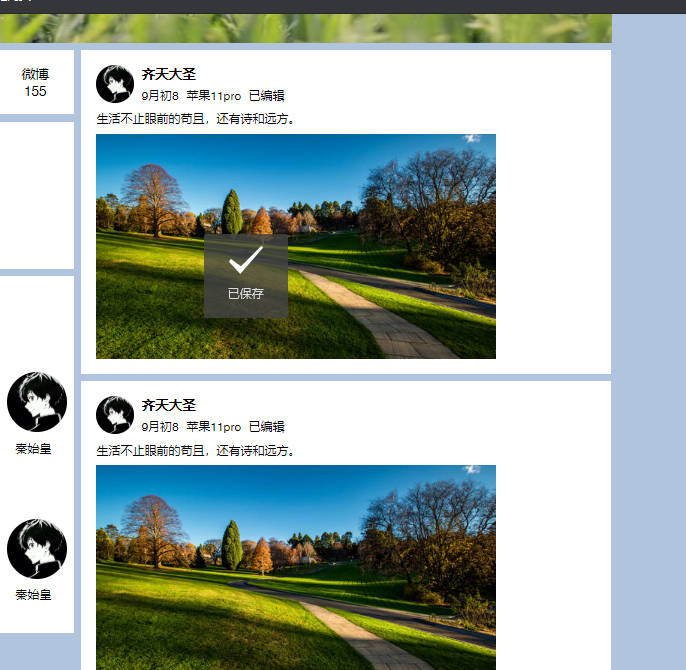 微博
155
齐天大圣
9月初8 苹果11pro 已编辑
生活不止眼前的苟且，还有诗和远方。
已保存
秦始皇
秦始皇
齐天大圣
9月初8 苹果11pro 已编辑
生活不止眼前的苟且，还有诗和远方。